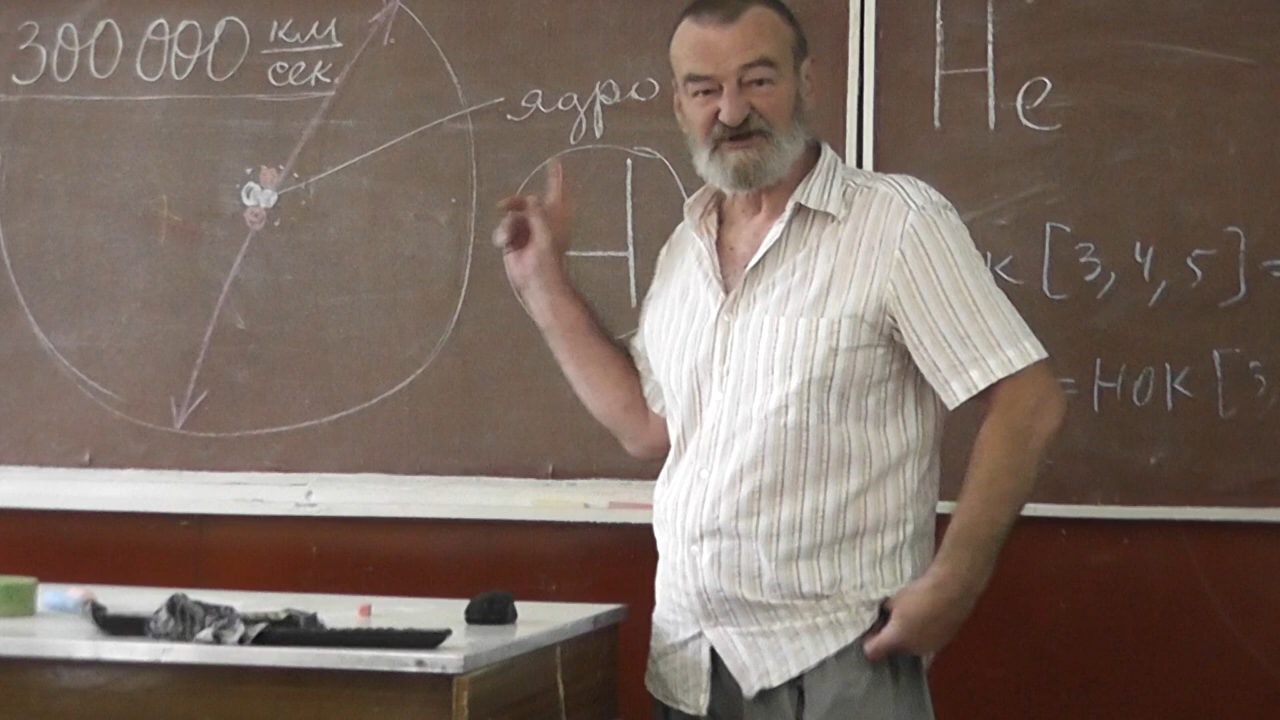 300 000 км/сек.
ядро
Н
Не
к [3, 4, 5] =
= НОК [3,